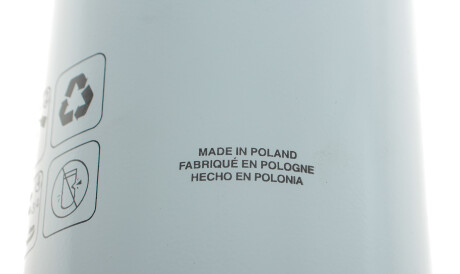 MADE IN POLAND
FABRIQUÉ EN POLOGNE
HECHO EN POLONIA